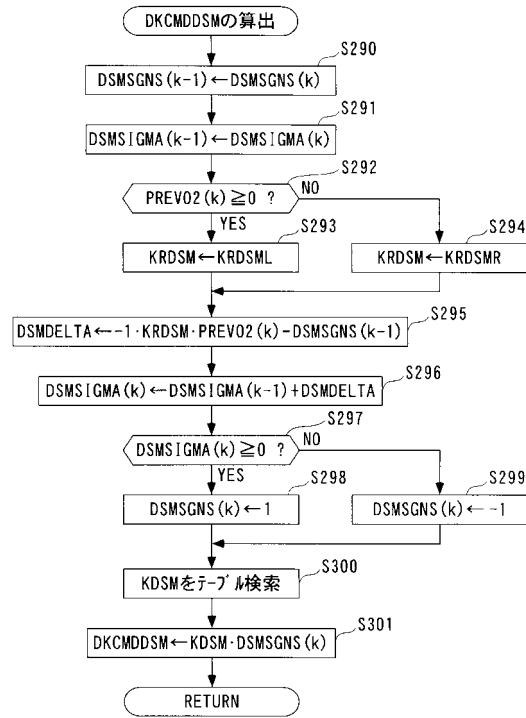 DKCMDDSMの算出
S290
DSMSGNS(k-1)←DSMSGNS(k)
S291
DSMSIGMA(k-1)←DSMSIGMA(k)
S292
PREVO2(k)≧0 ?
NO
YES
S293
S294
KRDSM←KRDSML
KRDSM←KRDSMR
S295
DSMDELTA←-1·KRDSM·PREVO2(k)-DSMSGNS(k-1)
S296
DSMSIGMA(k)←DSMSIGMA(k-1)+DSMDELTA
S297
DSMSIGMA(k)≧0 ?
NO
YES
S298
S299
DSMSGNS(k)←1
DSMSGNS(k)←-1
S300
KDSMをテーブル検索
S301
DKCMDDSM←KDSM·DSMSGNS(k)
RETURN